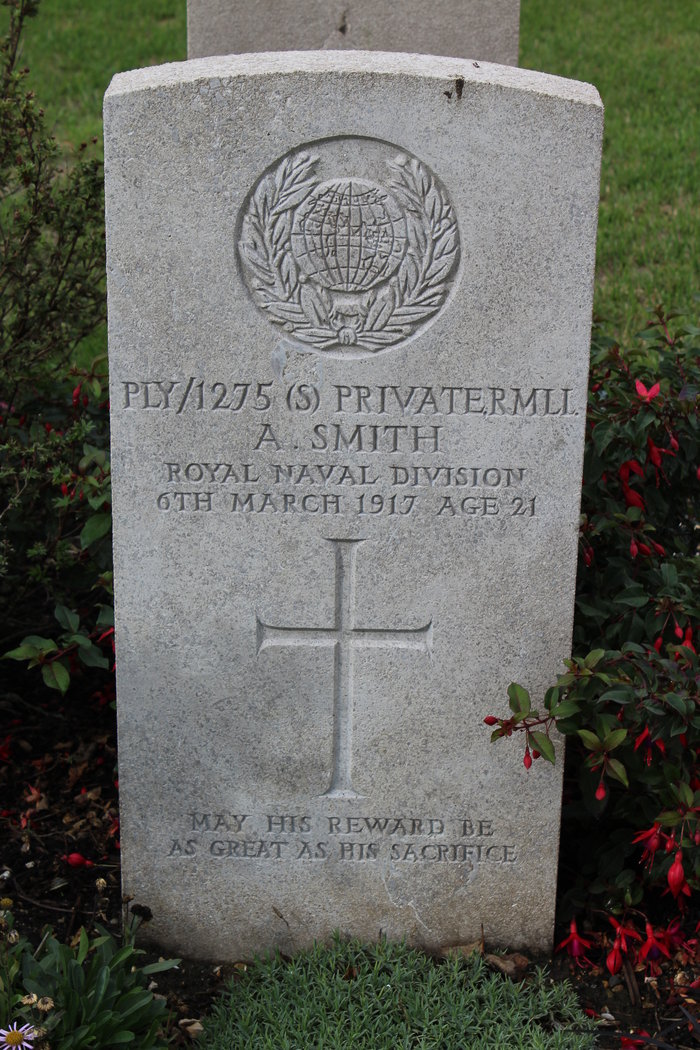 PLY/1275 (S) PRIVATE, R.M.L.I.
A. SMITH
ROYAL NAVAL DIVISION
6TH MARCH 1917 AGE 21
MAY HIS REWARD BE
AS GREAT AS HIS SACRIFICE